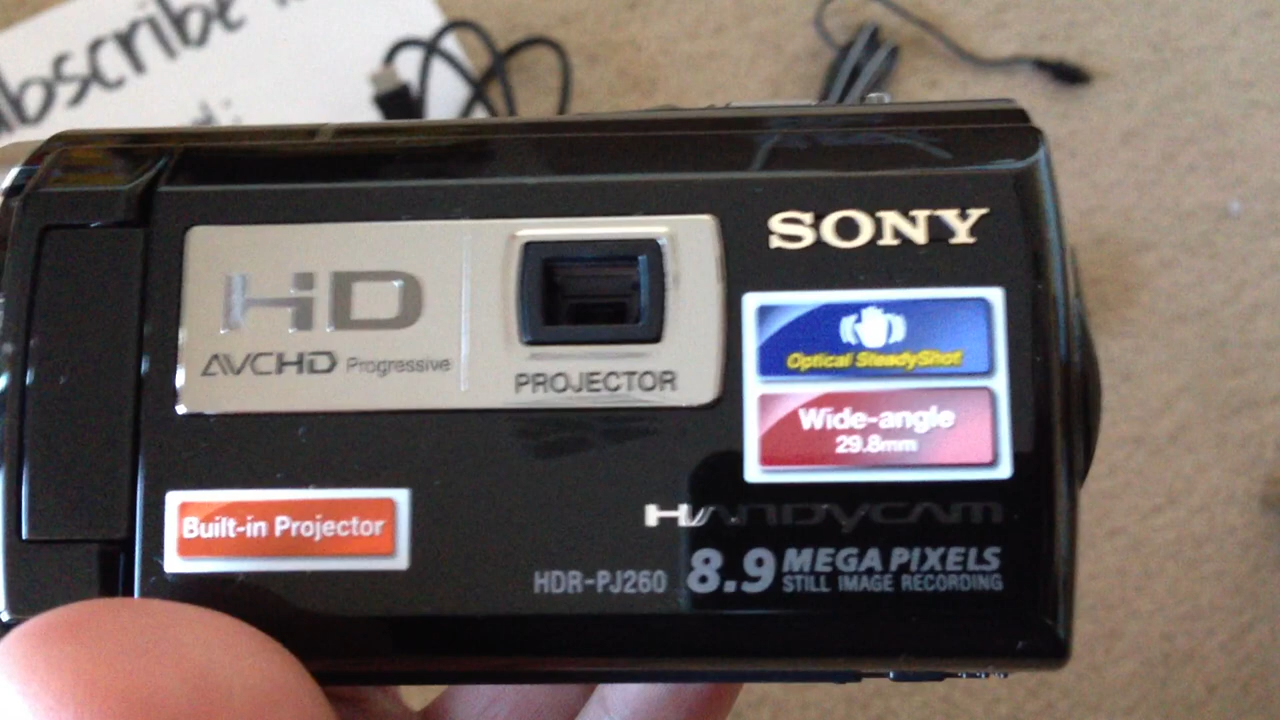 SONY
HD
AVCHD Progressive
PROJECTOR
Optical SteadyShot
Wide-angle
29.8mm
Built-in Projector
HANDYCAM
HDR-PJ260
8.9 MEGA PIXELS
STILL IMAGE RECORDING